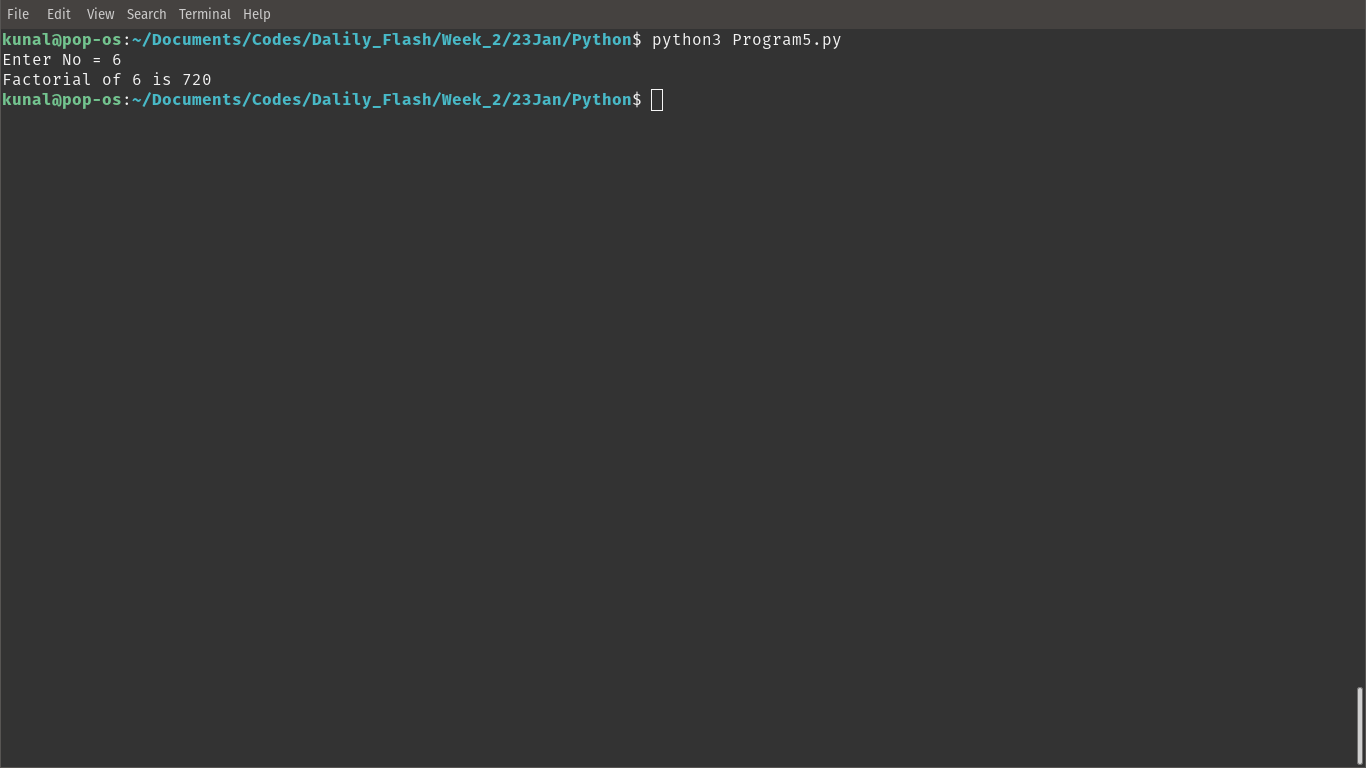 File Edit View Search Terminal Help
kunal@pop-os:~/Documents/Codes/Dalily_Flash/Week_2/23Jan/Python$ python3 Program5.py
Enter No = 6
Factorial of 6 is 720
kunal@pop-os:~/Documents/Codes/Dalily_Flash/Week_2/23Jan/Python$